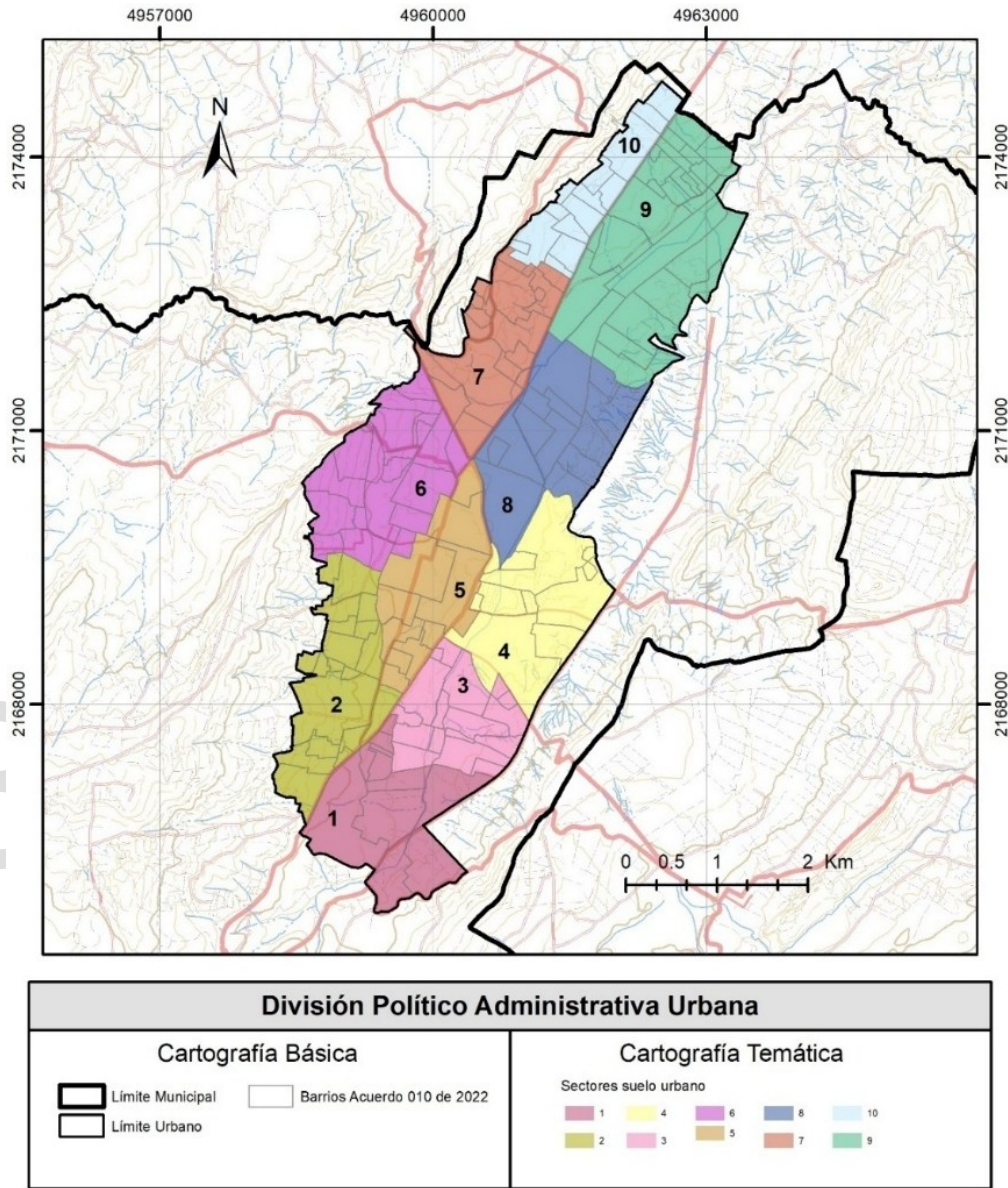 4957000 4960000 4963000
N
2174000 2174000
10
9
7
2171000 2171000
6
8
5
4
3
2168000 2168000
2
1
0 0.5 1 2 Km
División Político Administrativa Urbana
Cartografía Básica
Límite Municipal Barrios Acuerdo 010 de 2022
Límite Urbano
Cartografía Temática
Sectores suelo urbano
1 4 6 8 10
2 3 5 7 9